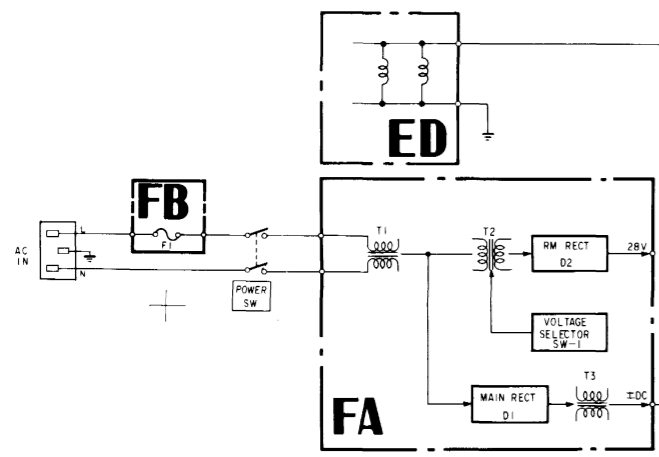 ED
FB
L
F1
AC
IN
N
POWER
SW
T1
T2
RM RECT
D2
28V
VOLTAGE
SELECTOR
SW-1
T3
MAIN RECT
D1
±DC
FA